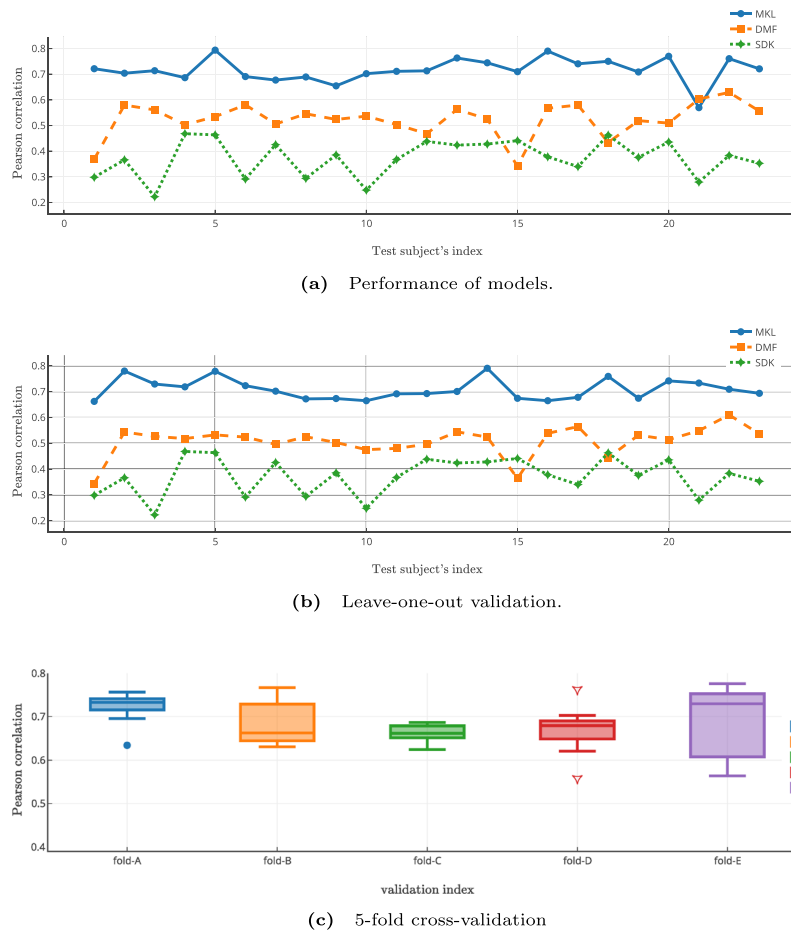 MKL
DMF
SDK
0.8
0.7
0.6
0.5
0.4
0.3
0.2
Pearson correlation
0 5 10 15 20
Test subject's index
(a) Performance of models.
MKL
DMF
SDK
0.8
0.7
0.6
0.5
0.4
0.3
0.2
Pearson correlation
0 5 10 15 20
Test subject's index
(b) Leave-one-out validation.
0.8
0.7
0.6
0.5
0.4
Pearson correlation
fold-A fold-B fold-C fold-D fold-E
validation index
(c) 5-fold cross-validation